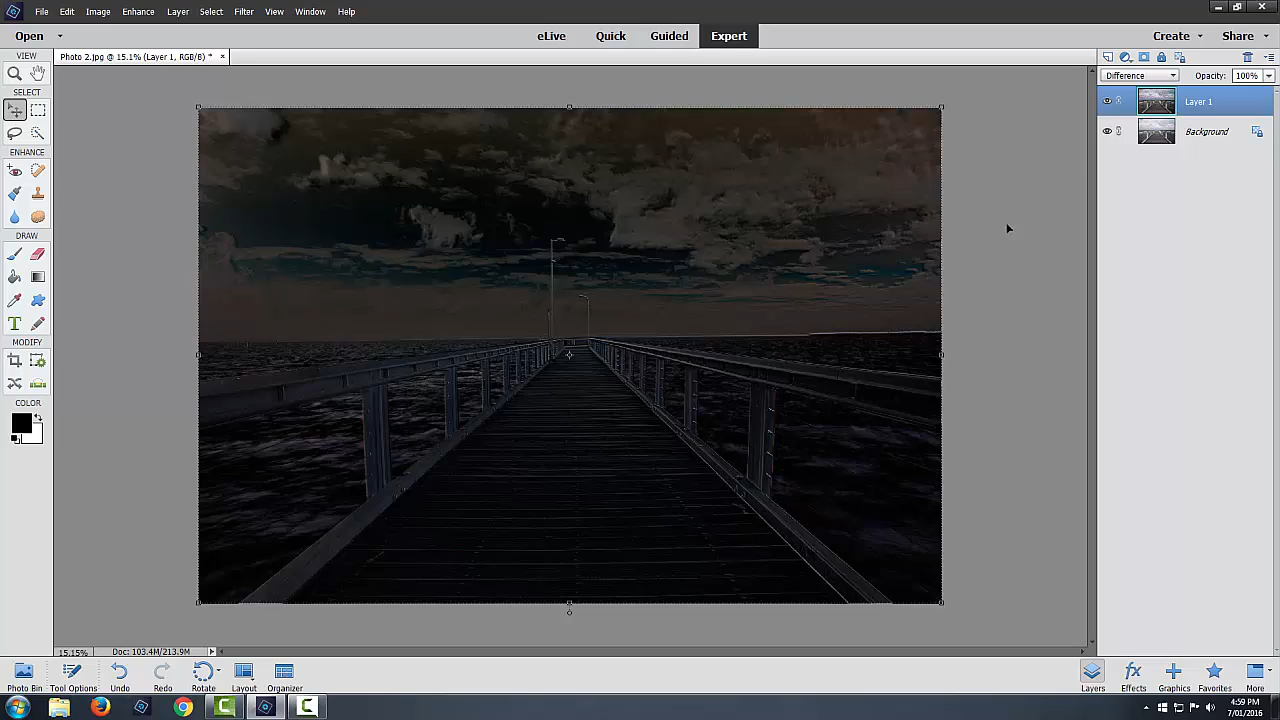 File Edit Image Enhance Layer Select Filter View Window Help
Open eLive Quick Guided Expert Create Share
VIEW Photo 2.jpg @ 15.1% (Layer 1, RGB/8) * ×
Difference Opacity: 100%
SELECT
Layer 1
Background
ENHANCE
DRAW
MODIFY
COLOR
15.15% Doc: 103.4M/213.9M
Photo Bin Tool Options Undo Redo Rotate Layout Organizer Layers Effects Graphics Favorites More
4:59 PM
7/01/2016